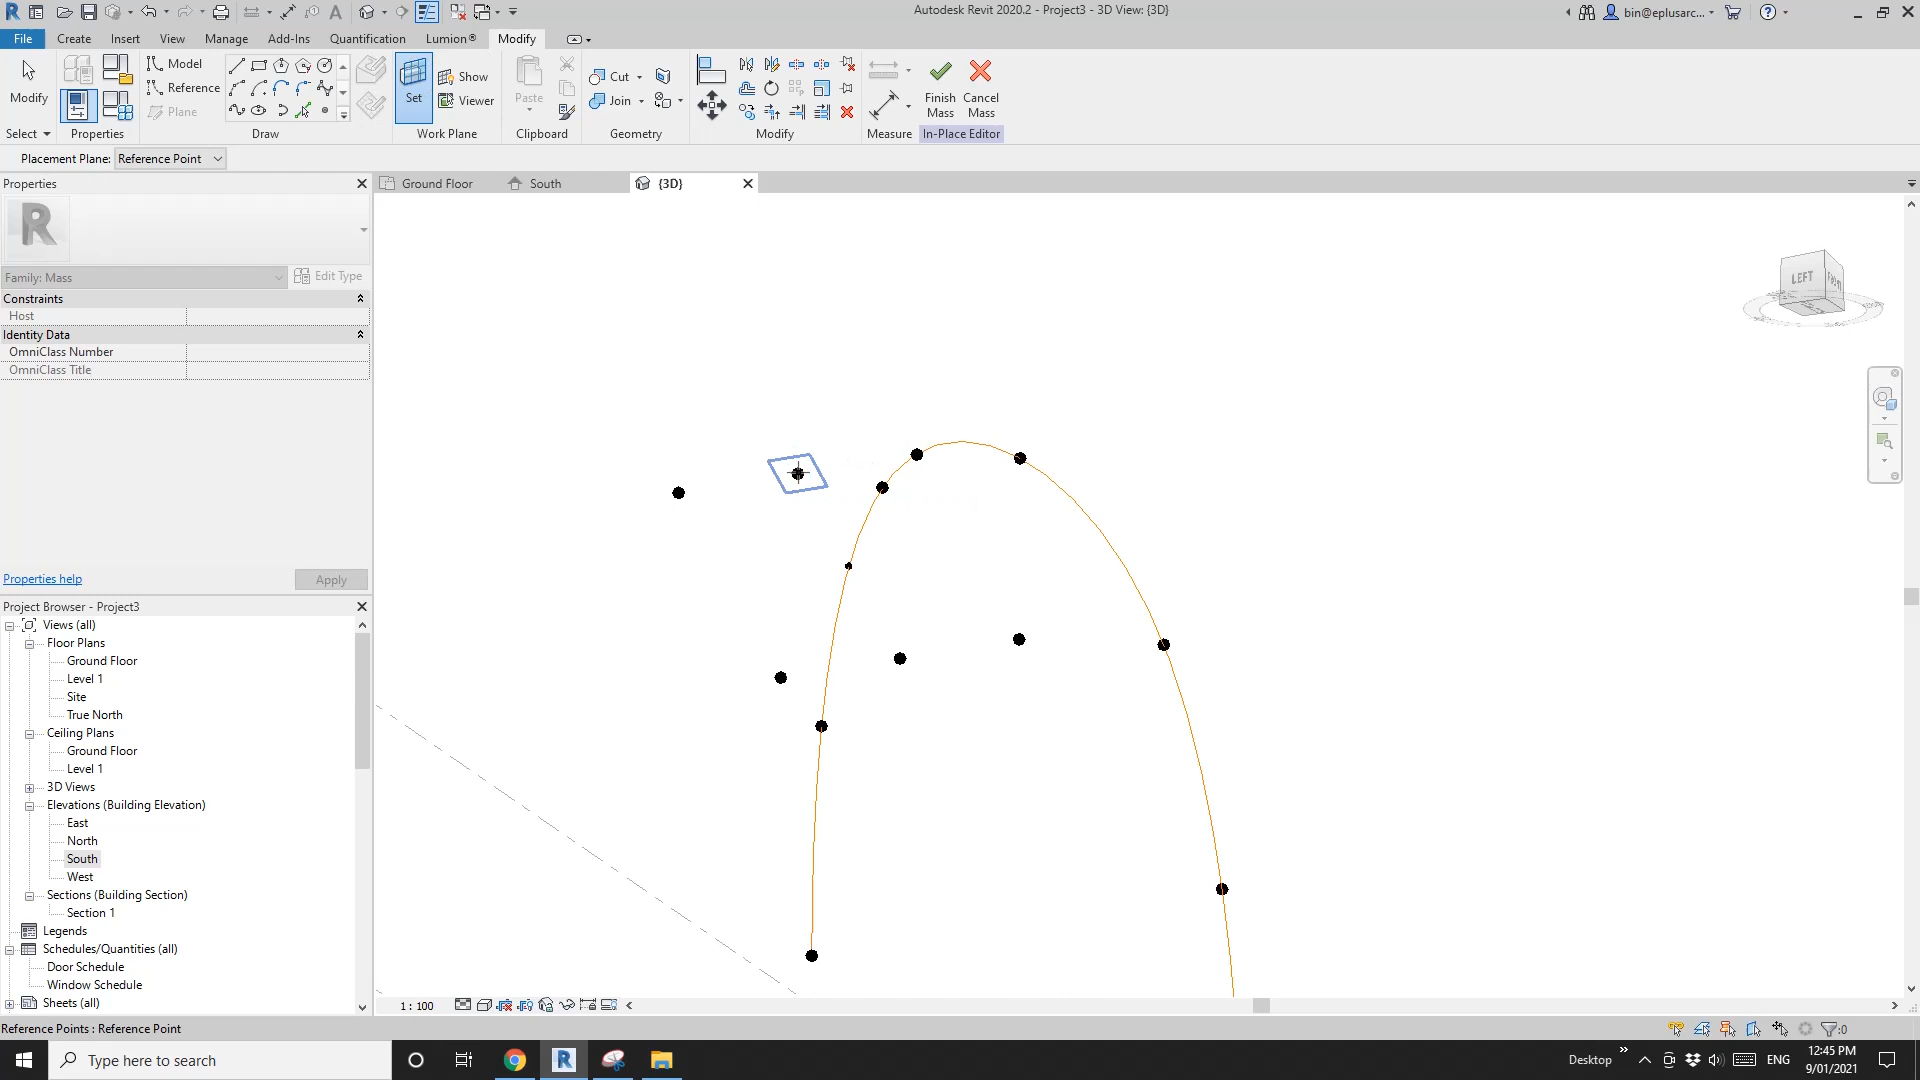 Autodesk Revit 2020.2 - Project3 - 3D View: {3D}
bin@eplusarc...
File Create Insert View Manage Add-Ins Quantification Lumion® Modify
Modify
Select
Properties
Model
Reference
Plane
Draw
Set
Show
Viewer
Work Plane
Paste
Clipboard
Cut
Join
Geometry
Modify
Measure
Finish Mass
Cancel Mass
In-Place Editor
Placement Plane: Reference Point
Properties
Ground Floor
South
{3D}
Family: Mass
Edit Type
Constraints
Host
Identity Data
OmniClass Number
OmniClass Title
Properties help
Apply
LEFT
FRONT
Project Browser - Project3
Views (all)
Floor Plans
Ground Floor
Level 1
Site
True North
Ceiling Plans
Ground Floor
Level 1
3D Views
Elevations (Building Elevation)
East
North
South
West
Sections (Building Section)
Section 1
Legends
Schedules/Quantities (all)
Door Schedule
Window Schedule
Sheets (all)
1 : 100
Reference Points : Reference Point
:0
Type here to search
Desktop
ENG
12:45 PM
9/01/2021